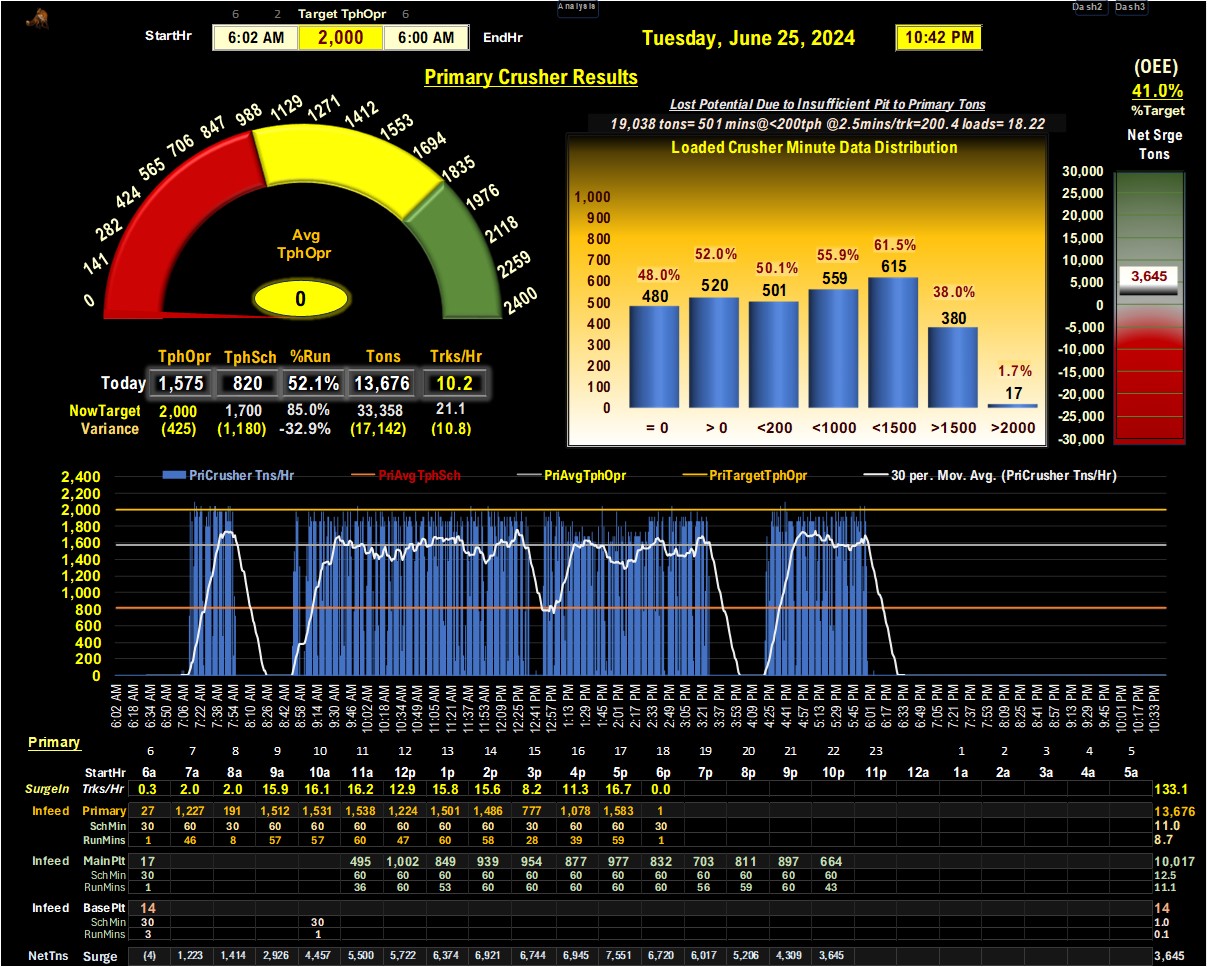 Analysis
Dash2 Dash3
6 2 Target TphOpr 6
StartHr 6:02 AM 2,000 6:00 AM EndHr
Tuesday, June 25, 2024 10:42 PM
(OEE)
41.0%
%Target
Primary Crusher Results
Lost Potential Due to Insufficient Pit to Primary Tons
19,038 tons= 501 mins@<200tph @2.5mins/trk=200.4 loads= 18.22
Net Srge
Tons
0 141 282 424 565 706 847 988 1129 1271 1412 1553 1694 1835 1976 2118 2259 2400
Avg
TphOpr
0
Loaded Crusher Minute Data Distribution
1,000
900
800
700
600
500
400
300
200
100
0
48.0% 52.0% 50.1% 55.9% 61.5% 38.0% 1.7%
480 520 501 559 615 380 17
= 0 > 0 <200 <1000 <1500 >1500 >2000
30,000
25,000
20,000
15,000
10,000
5,000
0
-5,000
-10,000
-15,000
-20,000
-25,000
-30,000
3,645
TphOpr TphSch %Run Tons Trks/Hr
Today 1,575 820 52.1% 13,676 10.2
NowTarget 2,000 1,700 85.0% 33,358 21.1
Variance (425) (1,180) -32.9% (17,142) (10.8)
PriCrusher Tns/Hr PriAvgTphSch PriAvgTphOpr PriTargetTphOpr 30 per. Mov. Avg. (PriCrusher Tns/Hr)
2,400
2,200
2,000
1,800
1,600
1,400
1,200
1,000
800
600
400
200
0
6:02 AM 6:18 AM 6:34 AM 6:50 AM 7:06 AM 7:22 AM 7:38 AM 7:54 AM 8:10 AM 8:26 AM 8:42 AM 8:58 AM 9:14 AM 9:30 AM 9:46 AM 10:02 AM 10:18 AM 10:34 AM 10:49 AM 11:05 AM 11:21 AM 11:37 AM 11:53 AM 12:09 PM 12:25 PM 12:41 PM 12:57 PM 1:13 PM 1:29 PM 1:45 PM 2:01 PM 2:17 PM 2:33 PM 2:49 PM 3:05 PM 3:21 PM 3:37 PM 3:53 PM 4:09 PM 4:25 PM 4:41 PM 4:57 PM 5:13 PM 5:29 PM 5:45 PM 6:01 PM 6:17 PM 6:33 PM 6:49 PM 7:05 PM 7:21 PM 7:37 PM 7:53 PM 8:09 PM 8:25 PM 8:41 PM 8:57 PM 9:13 PM 9:29 PM 9:45 PM 10:01 PM 10:17 PM 10:33 PM
Primary
6 7 8 9 10 11 12 13 14 15 16 17 18 19 20 21 22 23 1 2 3 4 5
StartHr 6a 7a 8a 9a 10a 11a 12p 1p 2p 3p 4p 5p 6p 7p 8p 9p 10p 11p 12a 1a 2a 3a 4a 5a
SurgeIn Trks/Hr 0.3 2.0 2.0 15.9 16.1 16.2 12.9 15.8 15.6 8.2 11.3 16.7 0.0 133.1
Infeed Primary 27 1,227 191 1,512 1,531 1,538 1,224 1,501 1,486 777 1,078 1,583 1 13,676
SchMin 30 60 30 60 60 60 60 60 60 30 60 60 30 11.0
RunMins 1 46 8 57 57 60 47 60 58 28 39 59 1 8.7
Infeed MainPlt 17 495 1,002 849 939 954 877 977 832 703 811 897 664 10,017
SchMin 30 60 60 60 60 60 60 60 60 60 60 60 60 12.5
RunMins 1 36 60 53 60 60 60 60 60 56 59 60 43 11.1
Infeed BasePlt 14 14
SchMin 30 30 1.0
RunMins 3 1 0.1
NetTns Surge (4) 1,223 1,414 2,926 4,457 5,500 5,722 6,374 6,921 6,744 6,945 7,551 6,720 6,017 5,206 4,309 3,645 3,645